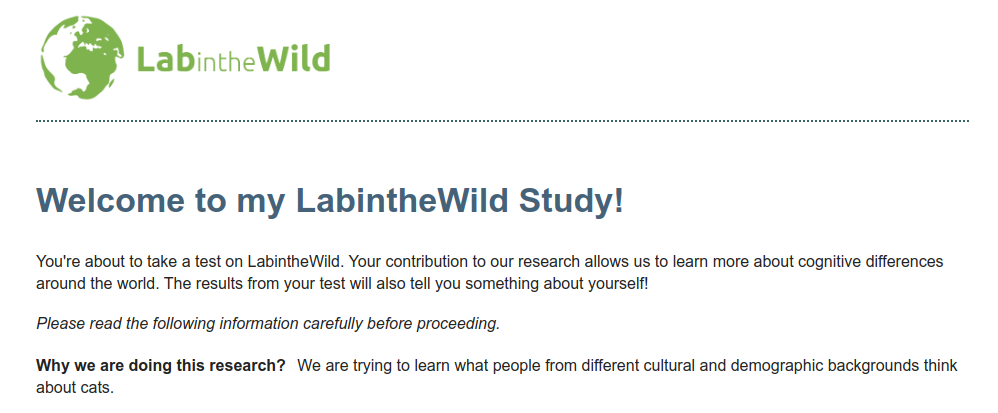 LabintheWild
Welcome to my LabintheWild Study!
You're about to take a test on LabintheWild. Your contribution to our research allows us to learn more about cognitive differences
around the world. The results from your test will also tell you something about yourself!
Please read the following information carefully before proceeding.
Why we are doing this research? We are trying to learn what people from different cultural and demographic backgrounds think
about cats.